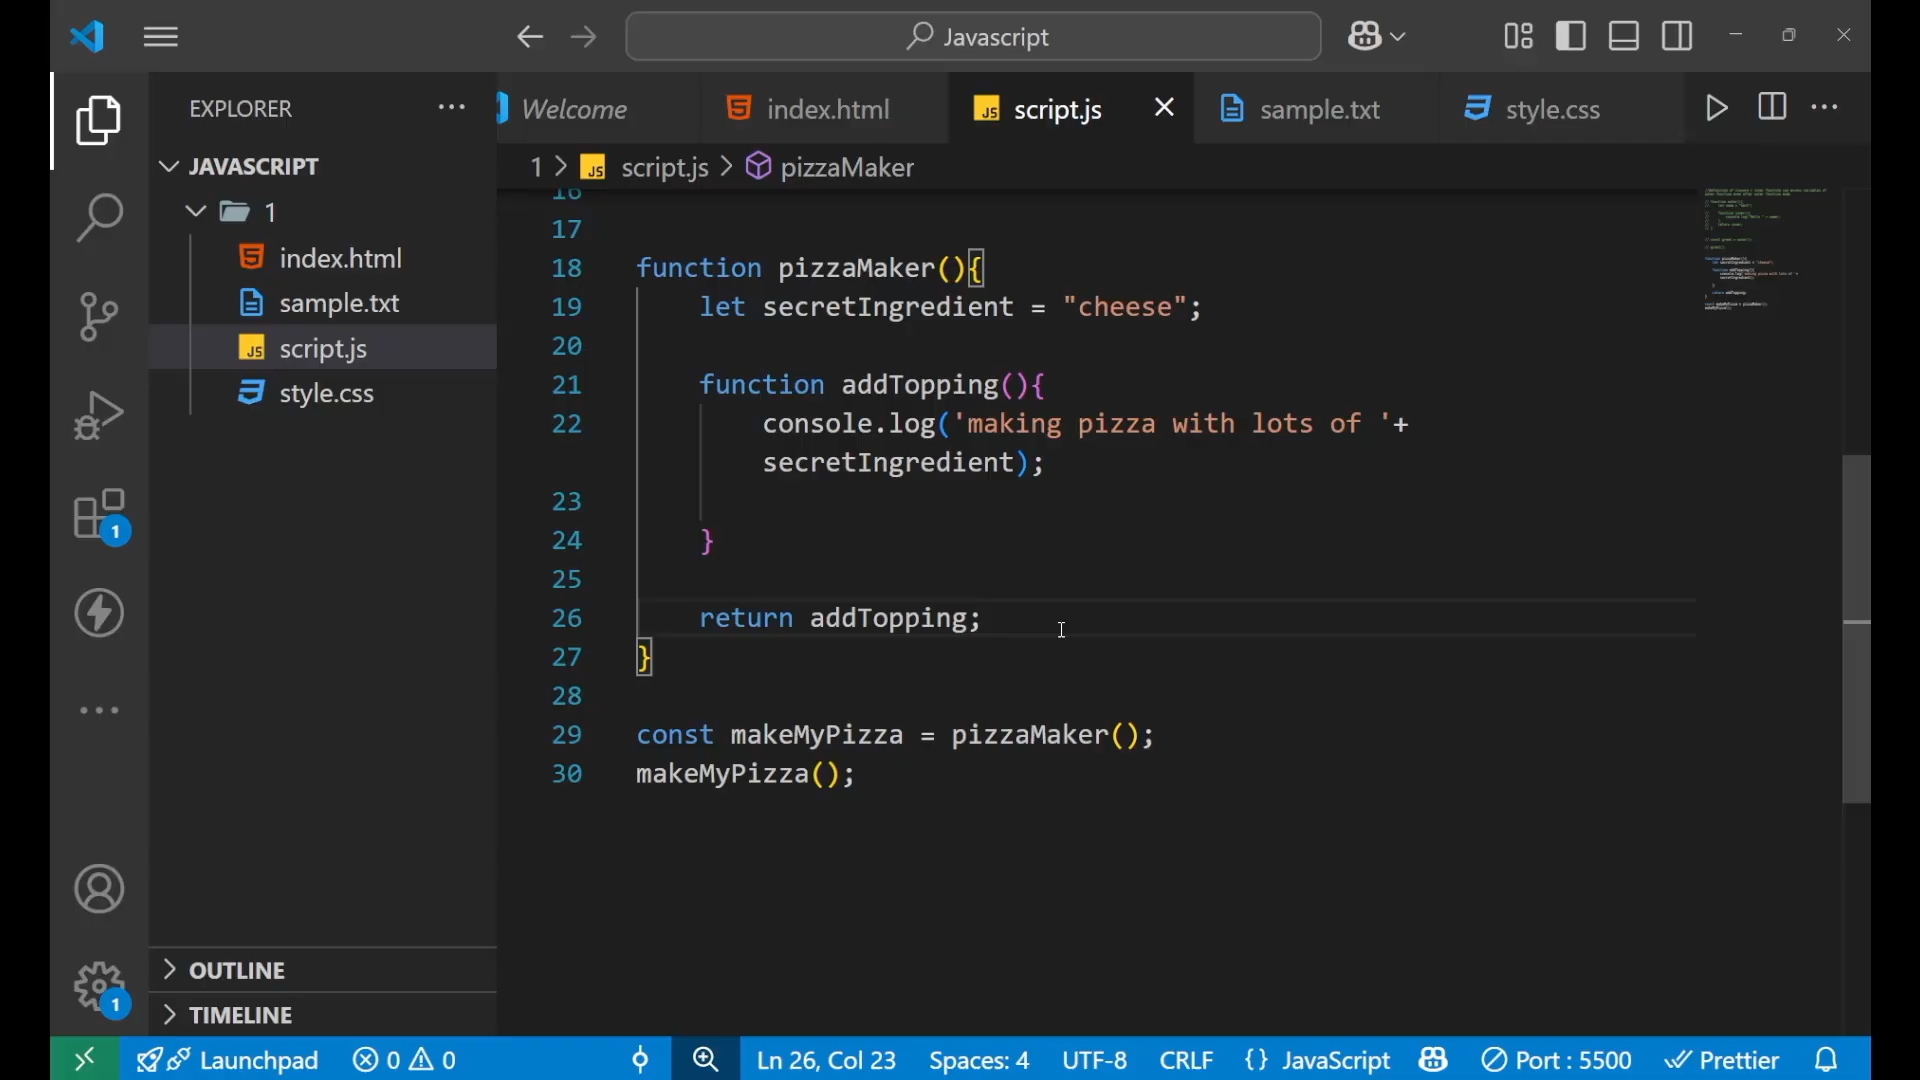 Javascript
EXPLORER
Welcome
index.html
script.js
sample.txt
style.css
JAVASCRIPT
1 > script.js > pizzaMaker
1
index.html
sample.txt
script.js
style.css
16
17
18 function pizzaMaker(){
19 let secretIngredient = "cheese";
20
21 function addTopping(){
22 console.log('making pizza with lots of '+
secretIngredient);
23
24 }
25
26 return addTopping;
27 }
28
29 const makeMyPizza = pizzaMaker();
30 makeMyPizza();
1
1
OUTLINE
TIMELINE
Launchpad 0 0 Ln 26, Col 23 Spaces: 4 UTF-8 CRLF {} JavaScript Port : 5500 Prettier